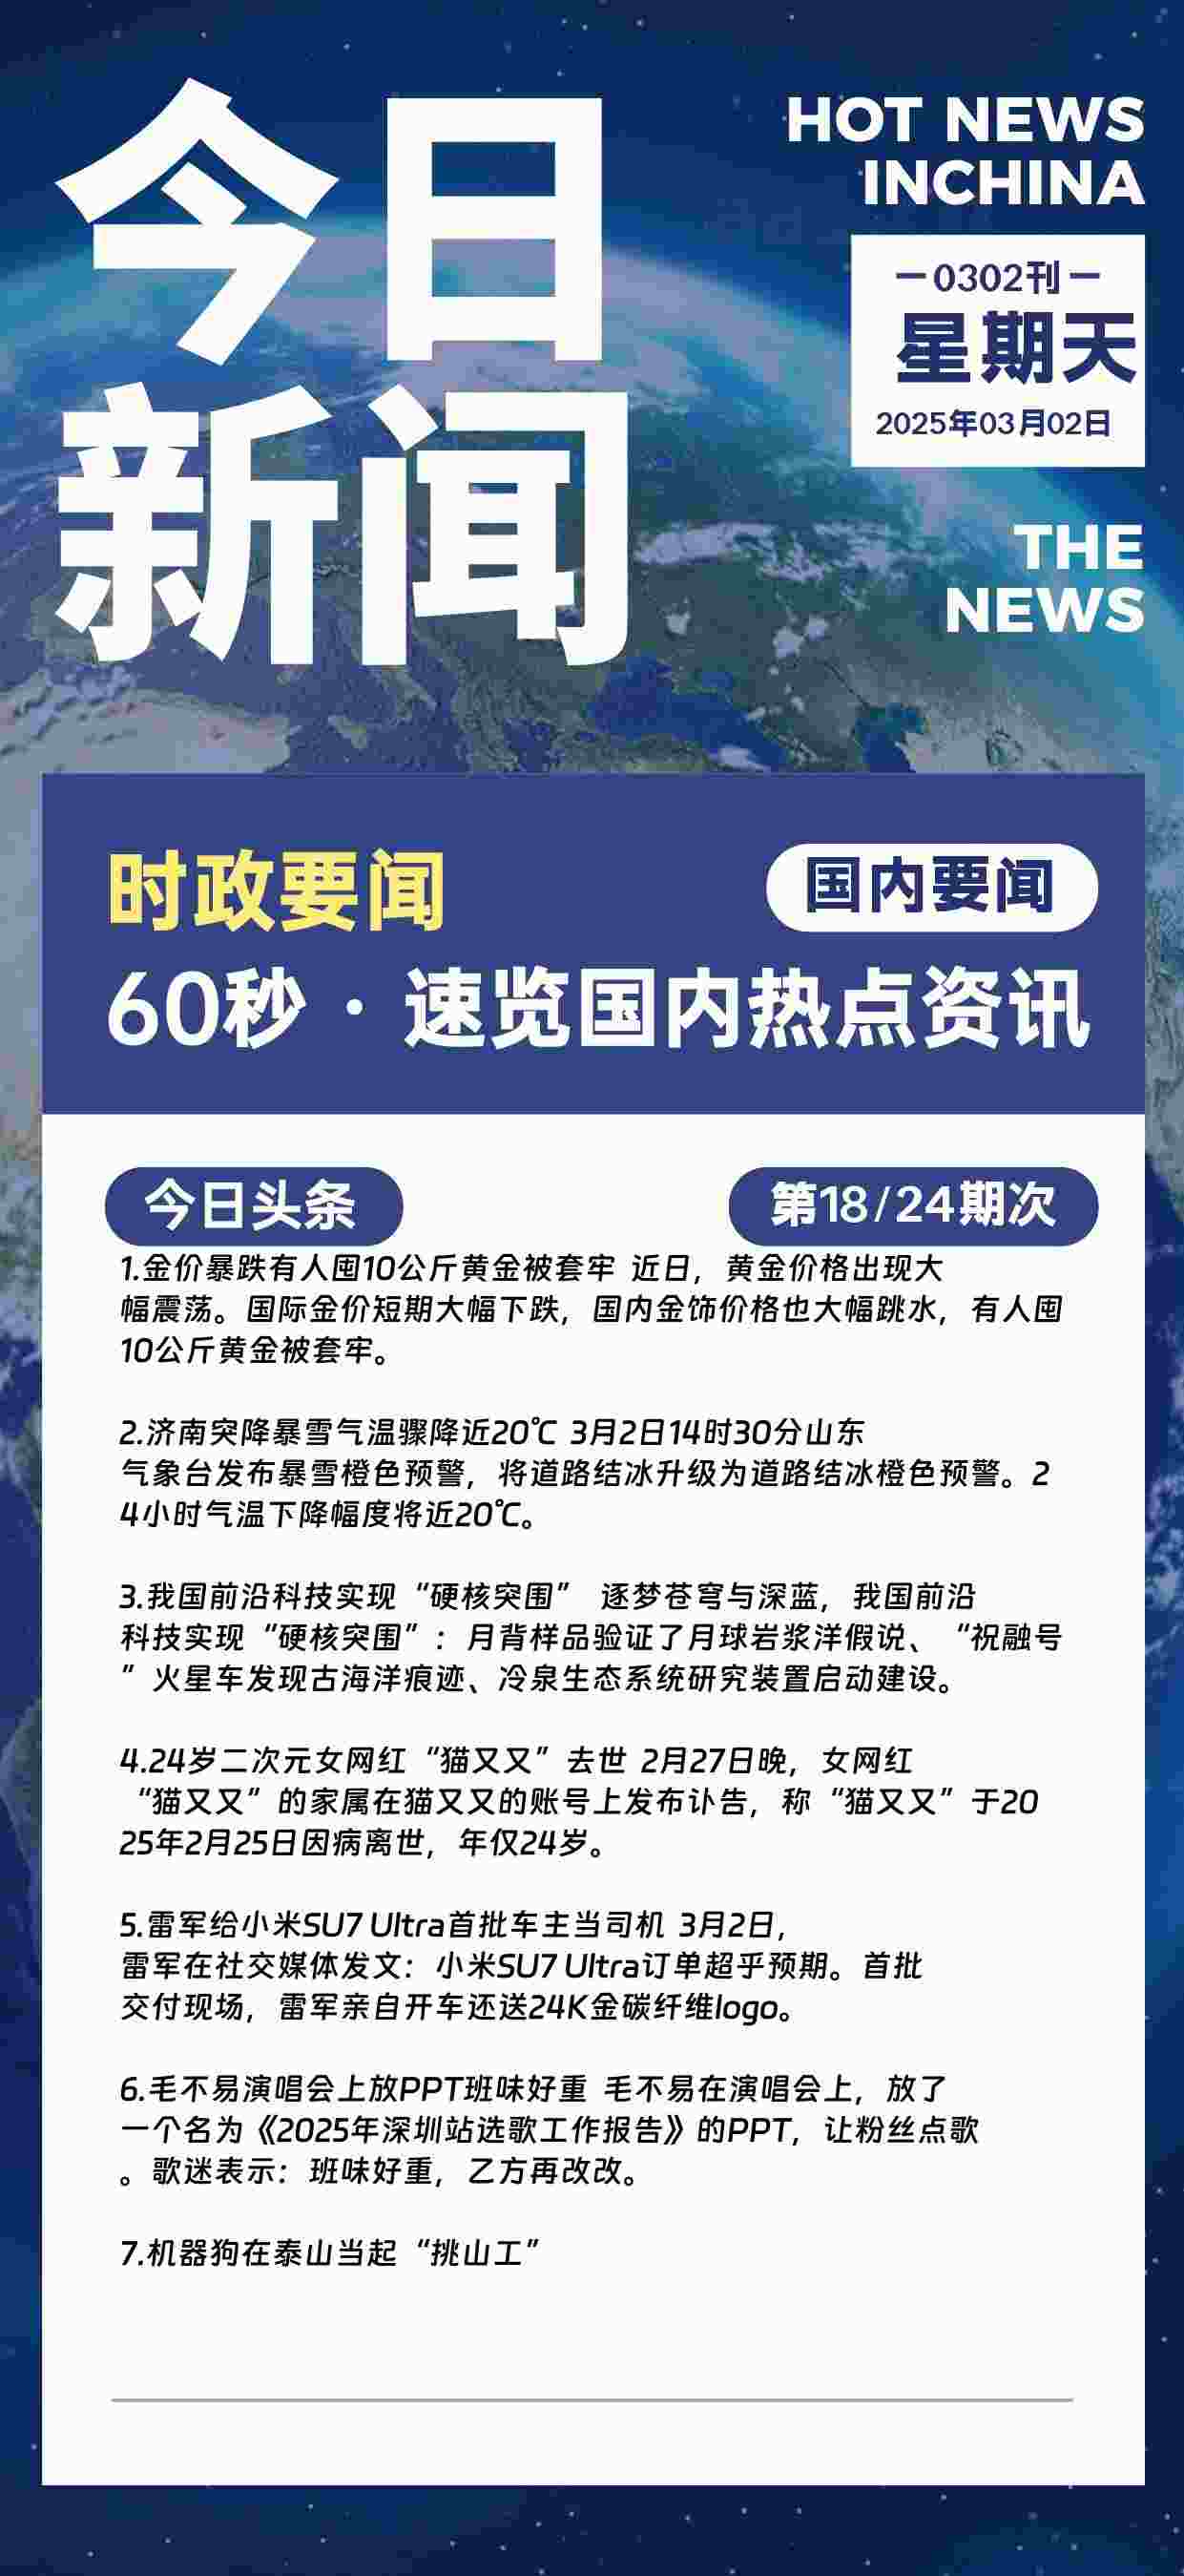 今日
新闻
HOT NEWS
INCHINA
0302刊
星期天
2025年03月02日
THE
NEWS
时政要闻
国内要闻
60秒·速览国内热点资讯
今日头条
第18/24期次
1.金价暴跌有人囤10公斤黄金被套牢 近日，黄金价格出现大
幅震荡。国际金价短期大幅下跌，国内金饰价格也大幅跳水，有人囤
10公斤黄金被套牢。
2.济南突降暴雪气温骤降近20℃ 3月2日14时30分山东
气象台发布暴雪橙色预警，将道路结冰升级为道路结冰橙色预警。2
4小时气温下降幅度将近20℃。
3.我国前沿科技实现“硬核突围” 逐梦苍穹与深蓝，我国前沿
科技实现“硬核突围”：月背样品验证了月球岩浆洋假说、“祝融号
”火星车发现古海洋痕迹、冷泉生态系统研究装置启动建设。
4.24岁二次元女网红“猫又又”去世 2月27日晚，女网红
“猫又又”的家属在猫又又的账号上发布讣告，称“猫又又”于20
25年2月25日因病离世，年仅24岁。
5.雷军给小米SU7 Ultra首批车主当司机 3月2日，
雷军在社交媒体发文：小米SU7 Ultra订单超乎预期。首批
交付现场，雷军亲自开车还送24K金碳纤维logo。
6.毛不易演唱会上放PPT班味好重 毛不易在演唱会上，放了
一个名为《2025年深圳站选歌工作报告》的PPT，让粉丝点歌
。歌迷表示：班味好重，乙方再改改。
7.机器狗在泰山当起“挑山工”